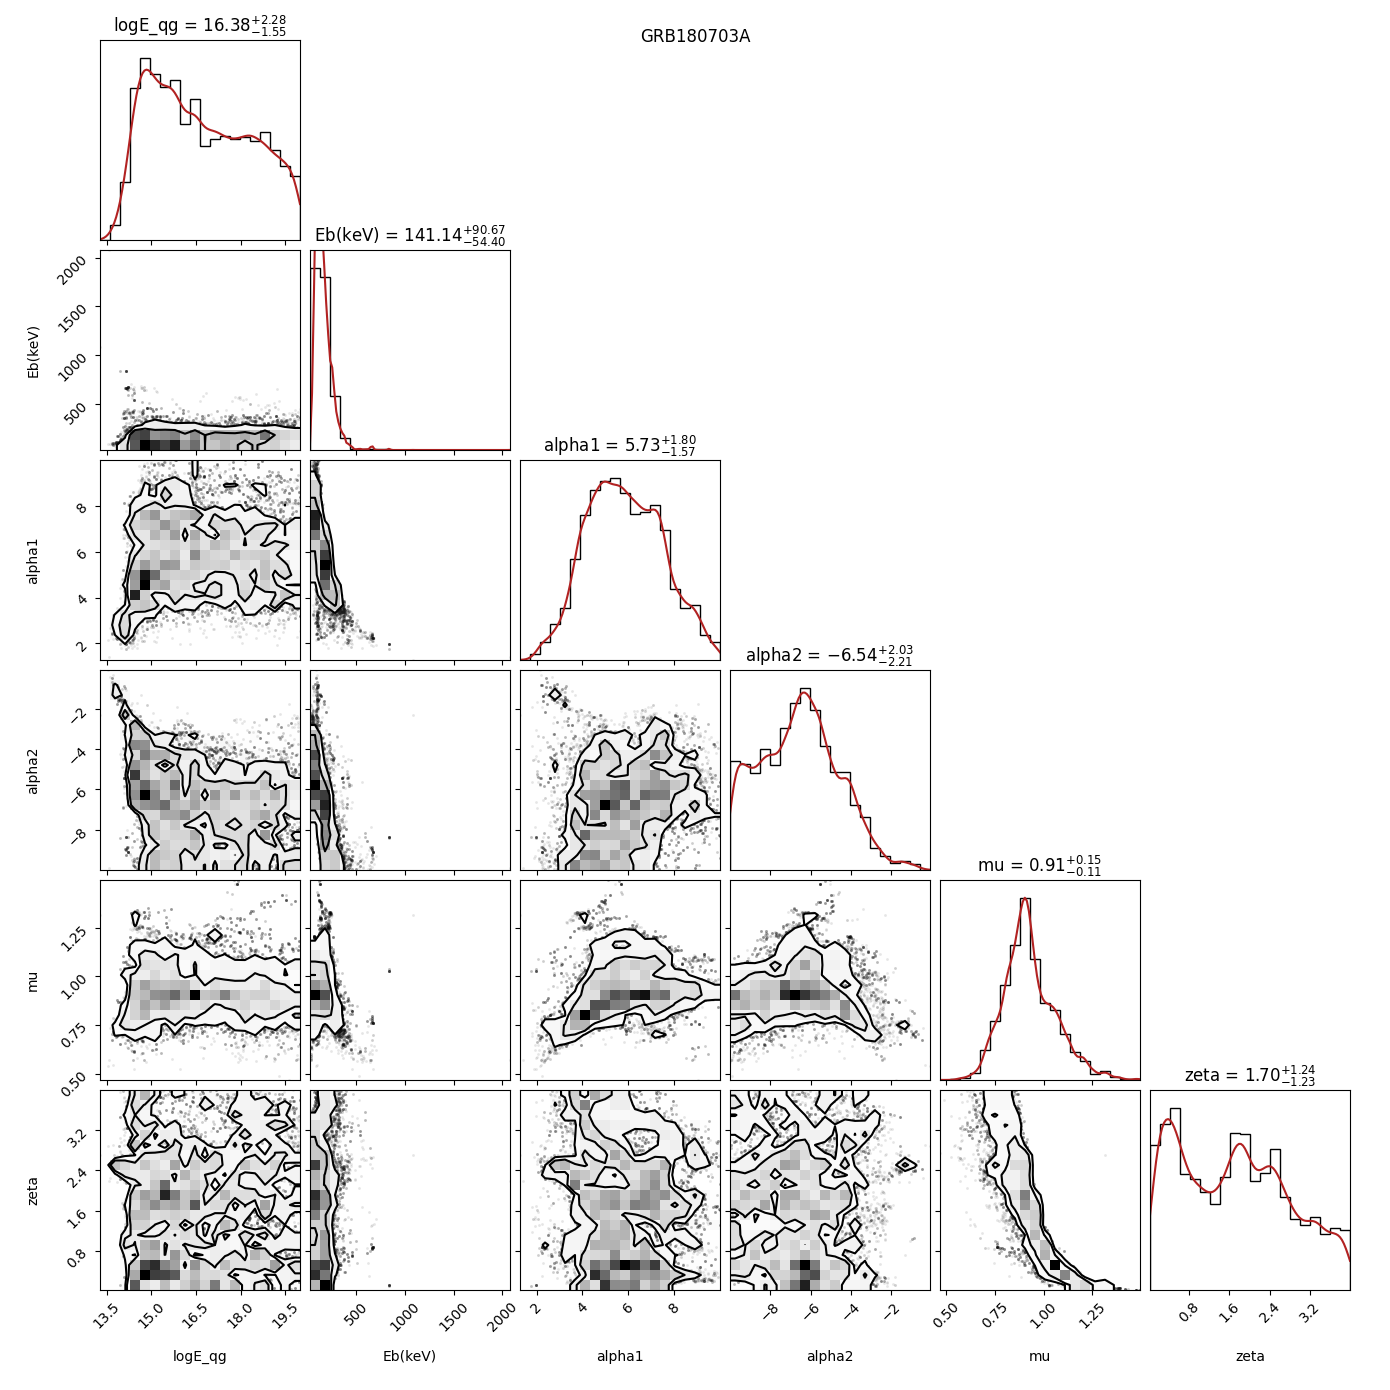 logE_qg = 16.38+2.28 −1.55
GRB180703A
Eb(keV) = 141.14+90.67 −54.40
2000
1500
1000
500
Eb(keV)
alpha1 = 5.73+1.80 −1.57
8
6
4
2
alpha1
alpha2 = −6.54+2.03 −2.21
−2
−4
−6
−8
alpha2
mu = 0.91+0.15 −0.11
1.25
1.00
0.75
0.50
mu
zeta = 1.70+1.24 −1.23
3.2
2.4
1.6
0.8
zeta
13.5 15.0 16.5 18.0 19.5 500 1000 1500 2000 2 4 6 8 −8 −6 −4 −2 0.50 0.75 1.00 1.25 0.8 1.6 2.4 3.2
logE_qg Eb(keV) alpha1 alpha2 mu zeta